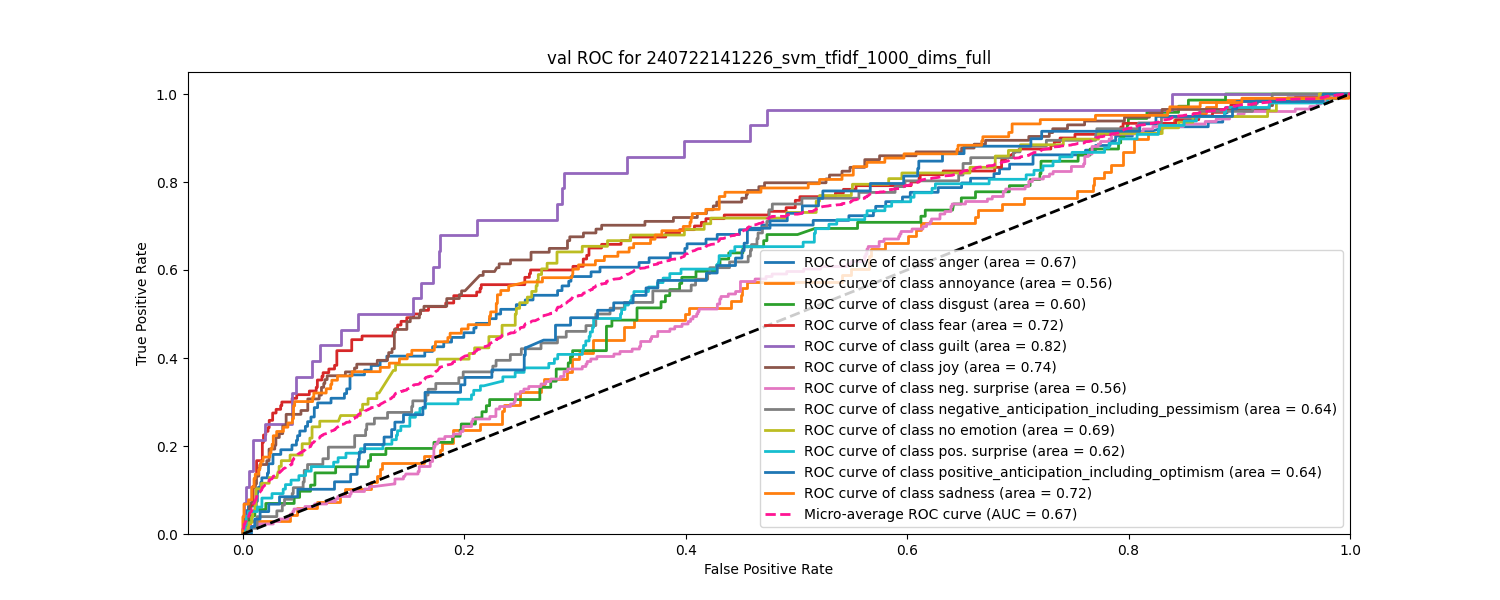 val ROC for 240722141226_svm_tfidf_1000_dims_full
True Positive Rate
1.0
0.8
0.6
0.4
0.2
0.0
ROC curve of class anger (area = 0.67)
ROC curve of class annoyance (area = 0.56)
ROC curve of class disgust (area = 0.60)
ROC curve of class fear (area = 0.72)
ROC curve of class guilt (area = 0.82)
ROC curve of class joy (area = 0.74)
ROC curve of class neg. surprise (area = 0.56)
ROC curve of class negative_anticipation_including_pessimism (area = 0.64)
ROC curve of class no emotion (area = 0.69)
ROC curve of class pos. surprise (area = 0.62)
ROC curve of class positive_anticipation_including_optimism (area = 0.64)
ROC curve of class sadness (area = 0.72)
Micro-average ROC curve (AUC = 0.67)
0.0 0.2 0.4 0.6 0.8 1.0
False Positive Rate